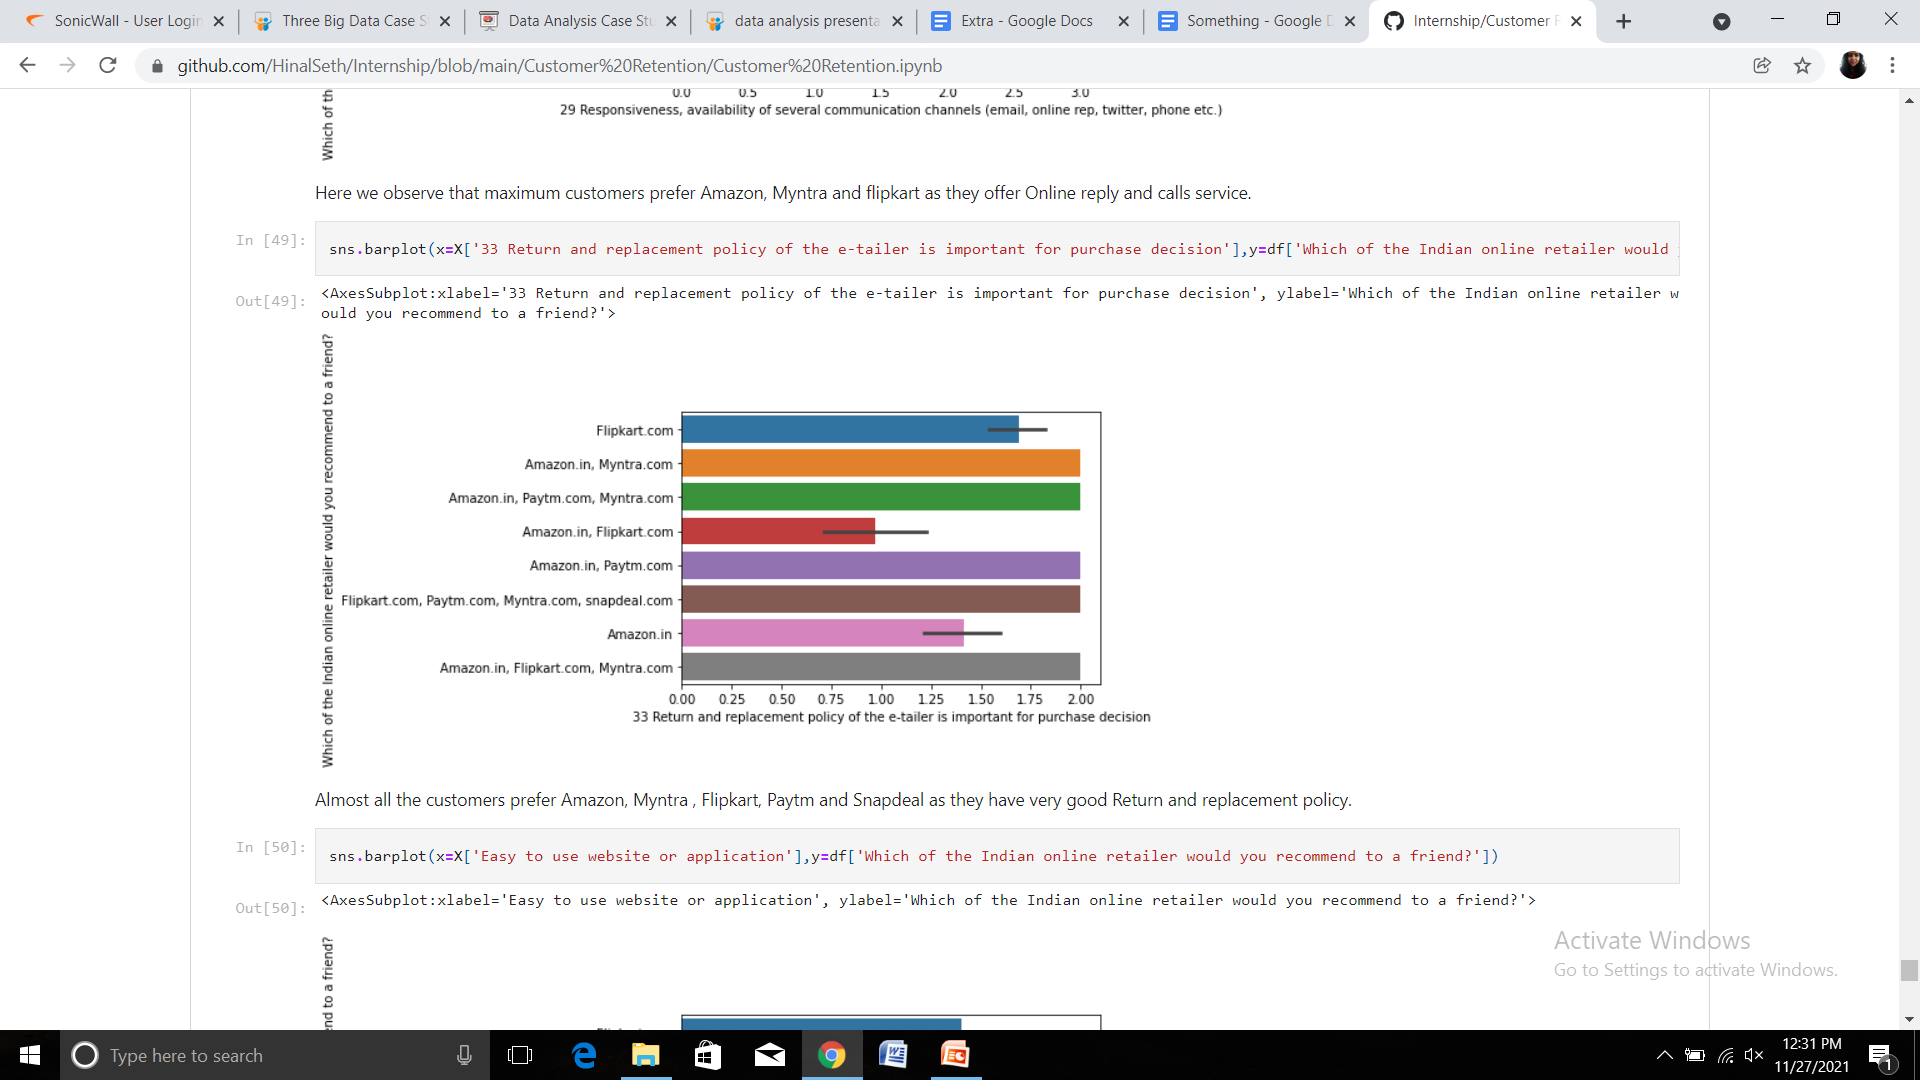 SonicWall - User Login
Three Big Data Case S
Data Analysis Case Stu
data analysis presenta
Extra - Google Docs
Something - Google D
Internship/Customer R
github.com/HinalSeth/Internship/blob/main/Customer%20Retention/Customer%20Retention.ipynb
Which of th
0.0 0.5 1.0 1.5 2.0 2.5 3.0
29 Responsiveness, availability of several communication channels (email, online rep, twitter, phone etc.)
Here we observe that maximum customers prefer Amazon, Myntra and flipkart as they offer Online reply and calls service.
In [49]:
sns.barplot(x=X['33 Return and replacement policy of the e-tailer is important for purchase decision'],y=df['Which of the Indian online retailer would
Out[49]:
<AxesSubplot:xlabel='33 Return and replacement policy of the e-tailer is important for purchase decision', ylabel='Which of the Indian online retailer w
ould you recommend to a friend?'>
Which of the Indian online retailer would you recommend to a friend?
Flipkart.com
Amazon.in, Myntra.com
Amazon.in, Paytm.com, Myntra.com
Amazon.in, Flipkart.com
Amazon.in, Paytm.com
Flipkart.com, Paytm.com, Myntra.com, snapdeal.com
Amazon.in
Amazon.in, Flipkart.com, Myntra.com
0.00 0.25 0.50 0.75 1.00 1.25 1.50 1.75 2.00
33 Return and replacement policy of the e-tailer is important for purchase decision
Almost all the customers prefer Amazon, Myntra , Flipkart, Paytm and Snapdeal as they have very good Return and replacement policy.
In [50]:
sns.barplot(x=X['Easy to use website or application'],y=df['Which of the Indian online retailer would you recommend to a friend?'])
Out[50]:
<AxesSubplot:xlabel='Easy to use website or application', ylabel='Which of the Indian online retailer would you recommend to a friend?'>
end to a friend?
Activate Windows
Go to Settings to activate Windows.
Type here to search
12:31 PM
11/27/2021
1